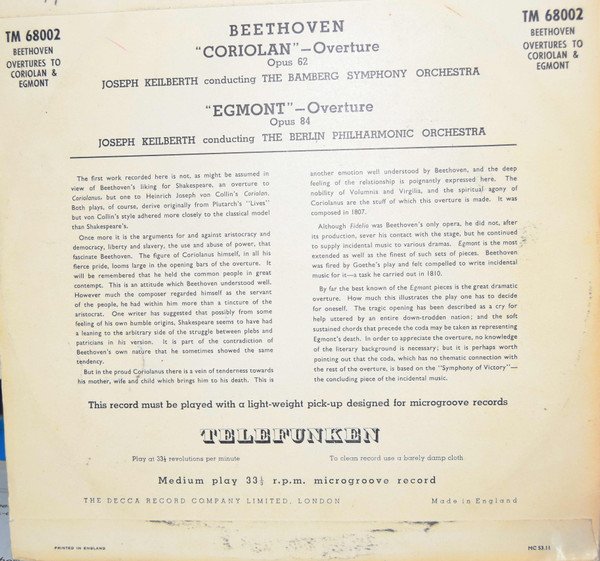 TM 68002
BEETHOVEN
OVERTURES TO
CORIOLAN &
EGMONT
BEETHOVEN
"CORIOLAN"—Overture
Opus 62
JOSEPH KEILBERTH conducting THE BAMBERG SYMPHONY ORCHESTRA
"EGMONT"—Overture
Opus 84
JOSEPH KEILBERTH conducting THE BERLIN PHILHARMONIC ORCHESTRA
TM 68002
BEETHOVEN
OVERTURES TO
CORIOLAN &
EGMONT
The first work recorded here is not, as might be assumed in
view of Beethoven's liking for Shakespeare, an overture to
Coriolanus, but one to Heinrich Joseph von Collin's Coriolan.
Both plays, of course, derive originally from Plutarch's "Lives"
but von Collin's style adhered more closely to the classical model
than Shakespeare's.
Once more it is the arguments for and against aristocracy and
democracy, liberty and slavery, the use and abuse of power, that
fascinate Beethoven. The figure of Coriolanus himself, in all his
fierce pride, looms large in the opening bars of the overture. It
will be remembered that he held the common people in great
contempt. This is an attitude which Beethoven understood well.
However much the composer regarded himself as the servant
of the people, he had within him more than a tincture of the
aristocrat. One writer has suggested that possibly from some
feeling of his own humble origins, Shakespeare seems to have had
a leaning to the arbitrary side of the struggle between plebs and
patricians in his version. It is part of the contradiction of
Beethoven's own nature that he sometimes showed the same
tendency.
But in the proud Coriolanus there is a vein of tenderness towards
his mother, wife and child which brings him to his death. This is
another emotion well understood by Beethoven, and the deep
feeling of the relationship is poignantly expressed here. The
nobility of Volumnia and Virgilia, and the spiritual agony of
Coriolanus are the stuff of which this overture is made. It was
composed in 1807.
Although Fidelio was Beethoven's only opera, he did not, after
its production, sever his contact with the stage, but he continued
to supply incidental music to various dramas. Egmont is the most
extended as well as the finest of such sets of pieces. Beethoven
was fired by Goethe's play and felt compelled to write incidental
music for it—a task he carried out in 1810.
By far the best known of the Egmont pieces is the great dramatic
overture. How much this illustrates the play one has to decide
for oneself. The tragic opening has been described as a cry for
help uttered by an entire down-trodden nation; and the soft
sustained chords that precede the coda may be taken as representing
Egmont's death. In order to appreciate the overture, no knowledge
of the literary background is necessary; but it is perhaps worth
pointing out that the coda, which has no thematic connection with
the rest of the overture, is based on the "Symphony of Victory"—
the concluding piece of the incidental music.
This record must be played with a light-weight pick-up designed for microgroove records
TELEFUNKEN
Play at 33⅓ revolutions per minute
To clean record use a barely damp cloth
Medium play 33⅓ r.p.m. microgroove record
THE DECCA RECORD COMPANY LIMITED, LONDON
Made in England
PRINTED IN ENGLAND
MC 55.11